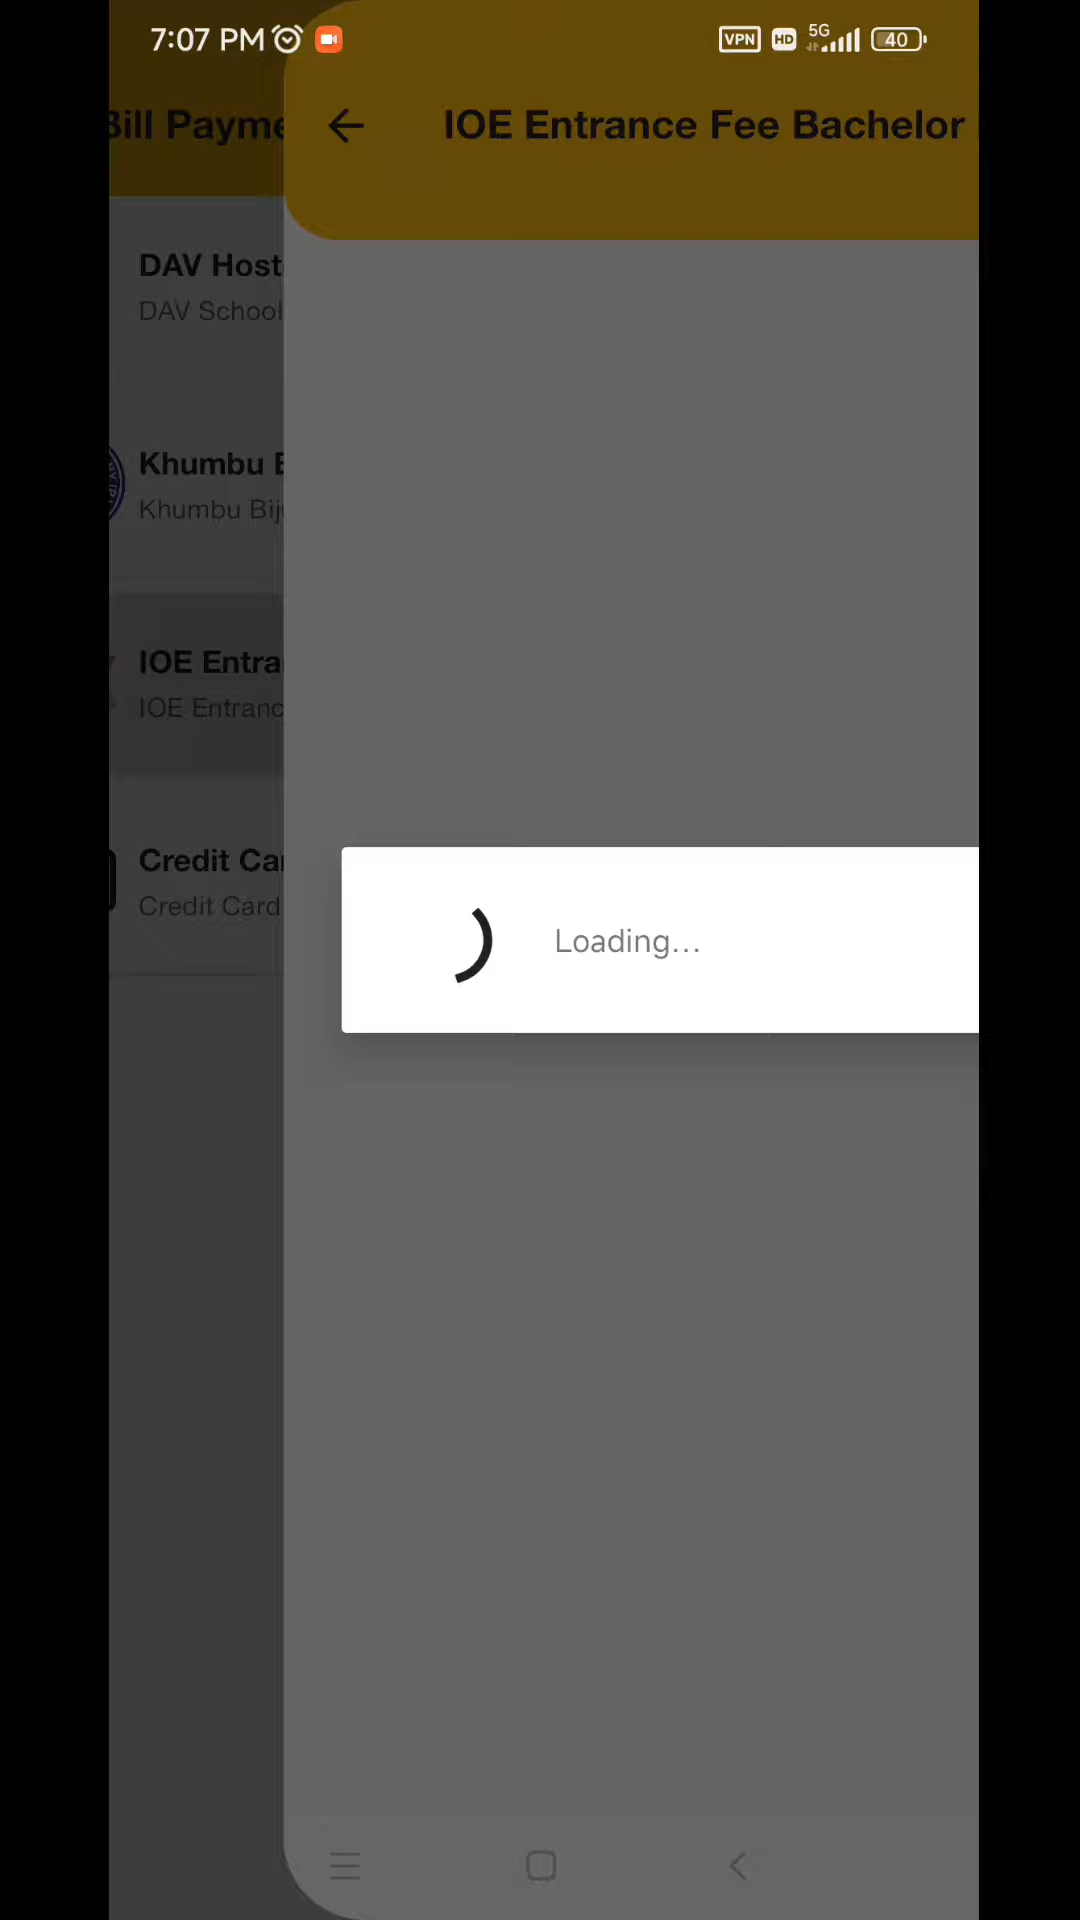 7:07 PM
VPN HD 5G 40
Bill Payme
IOE Entrance Fee Bachelor
DAV Host
DAV School
Khumbu B
Khumbu Bij
IOE Entra
IOE Entranc
Credit Ca
Credit Card
Loading...